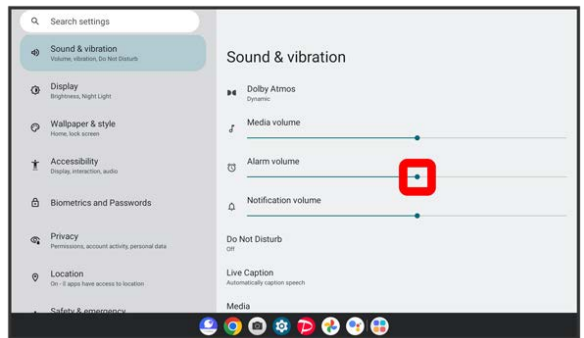 Search settings
Sound & vibration
Volume, vibration, Do Not Disturb
Display
Brightness, Night Light
Wallpaper & style
Home, lock screen
Accessibility
Display, interaction, audio
Biometrics and Passwords
Privacy
Permissions, account activity, personal data
Location
On - 0 apps have access to location
Safety & emergency
Sound & vibration
Dolby Atmos
Dynamic
Media volume
Alarm volume
Notification volume
Do Not Disturb
Off
Live Caption
Automatically caption speech
Media